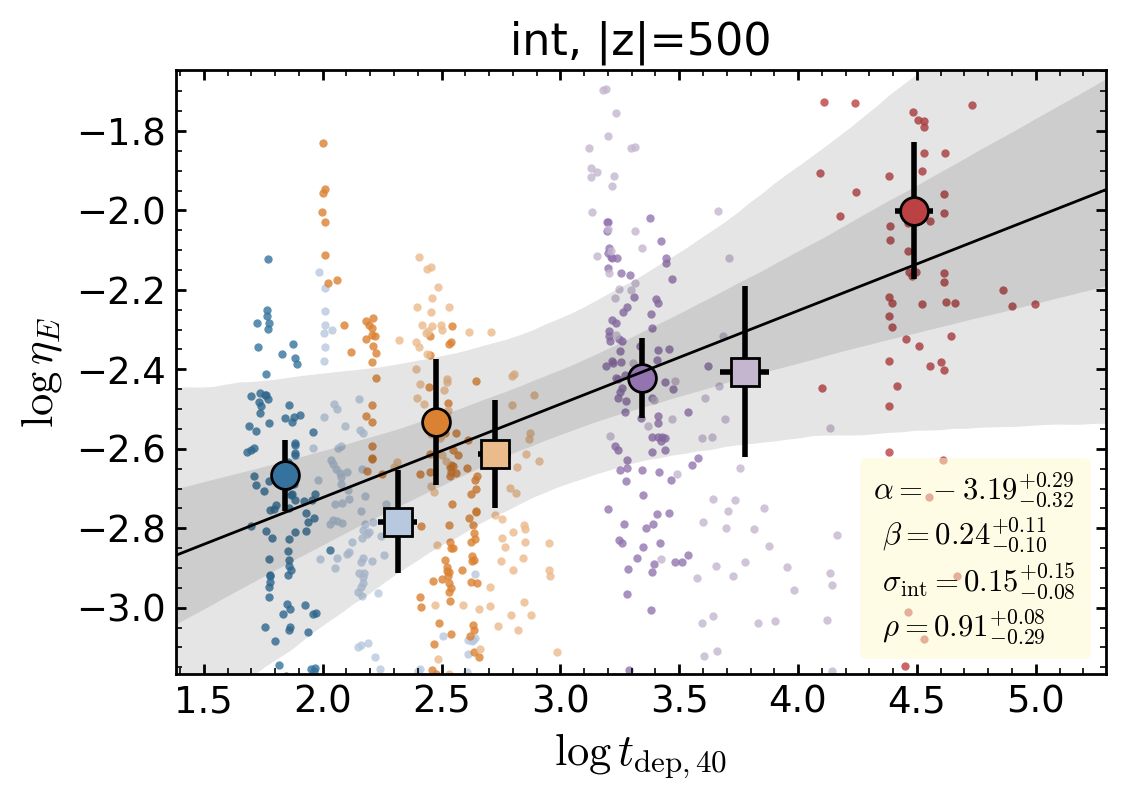 int, |z|=500
log η_E
−1.8
−2.0
−2.2
−2.4
−2.6
−2.8
−3.0
α = − 3.19^{+0.29}_{−0.32}
β = 0.24^{+0.11}_{−0.10}
σ_int = 0.15^{+0.15}_{−0.08}
ρ = 0.91^{+0.08}_{−0.29}
1.5 2.0 2.5 3.0 3.5 4.0 4.5 5.0
log t_{dep, 40}